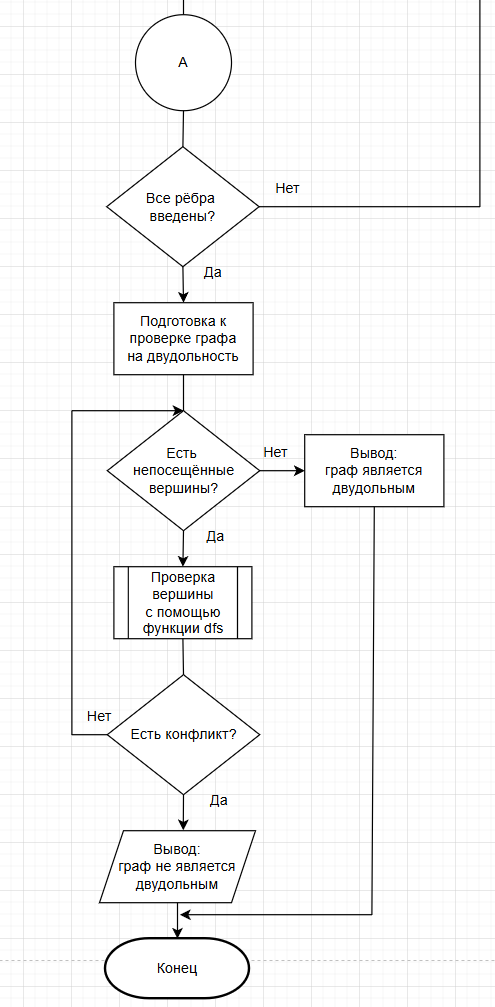 А
Все рёбра
введены?
Нет
Да
Подготовка к
проверке графа
на двудольность
Есть
непосещённые
вершины?
Нет
Вывод:
граф является
двудольным
Да
Проверка
вершины
с помощью
функции dfs
Есть конфликт?
Нет
Да
Вывод:
граф не является
двудольным
Конец